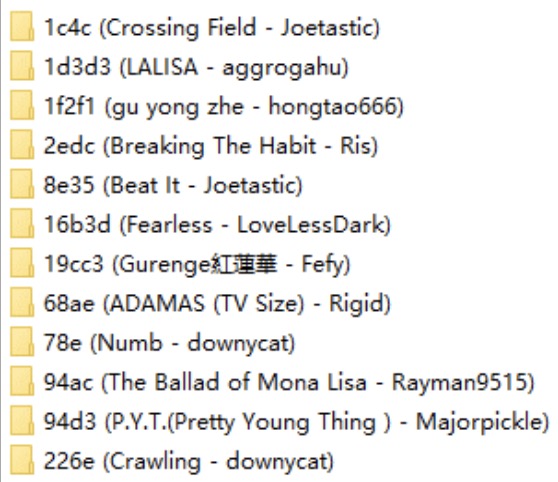 1c4c (Crossing Field - Joetastic)
1d3d3 (LALISA - aggrogahu)
1f2f1 (gu yong zhe - hongtao666)
2edc (Breaking The Habit - Ris)
8e35 (Beat It - Joetastic)
16b3d (Fearless - LoveLessDark)
19cc3 (Gurenge紅蓮華 - Fefy)
68ae (ADAMAS (TV Size) - Rigid)
78e (Numb - downycat)
94ac (The Ballad of Mona Lisa - Rayman9515)
94d3 (P.Y.T.(Pretty Young Thing ) - Majorpickle)
226e (Crawling - downycat)